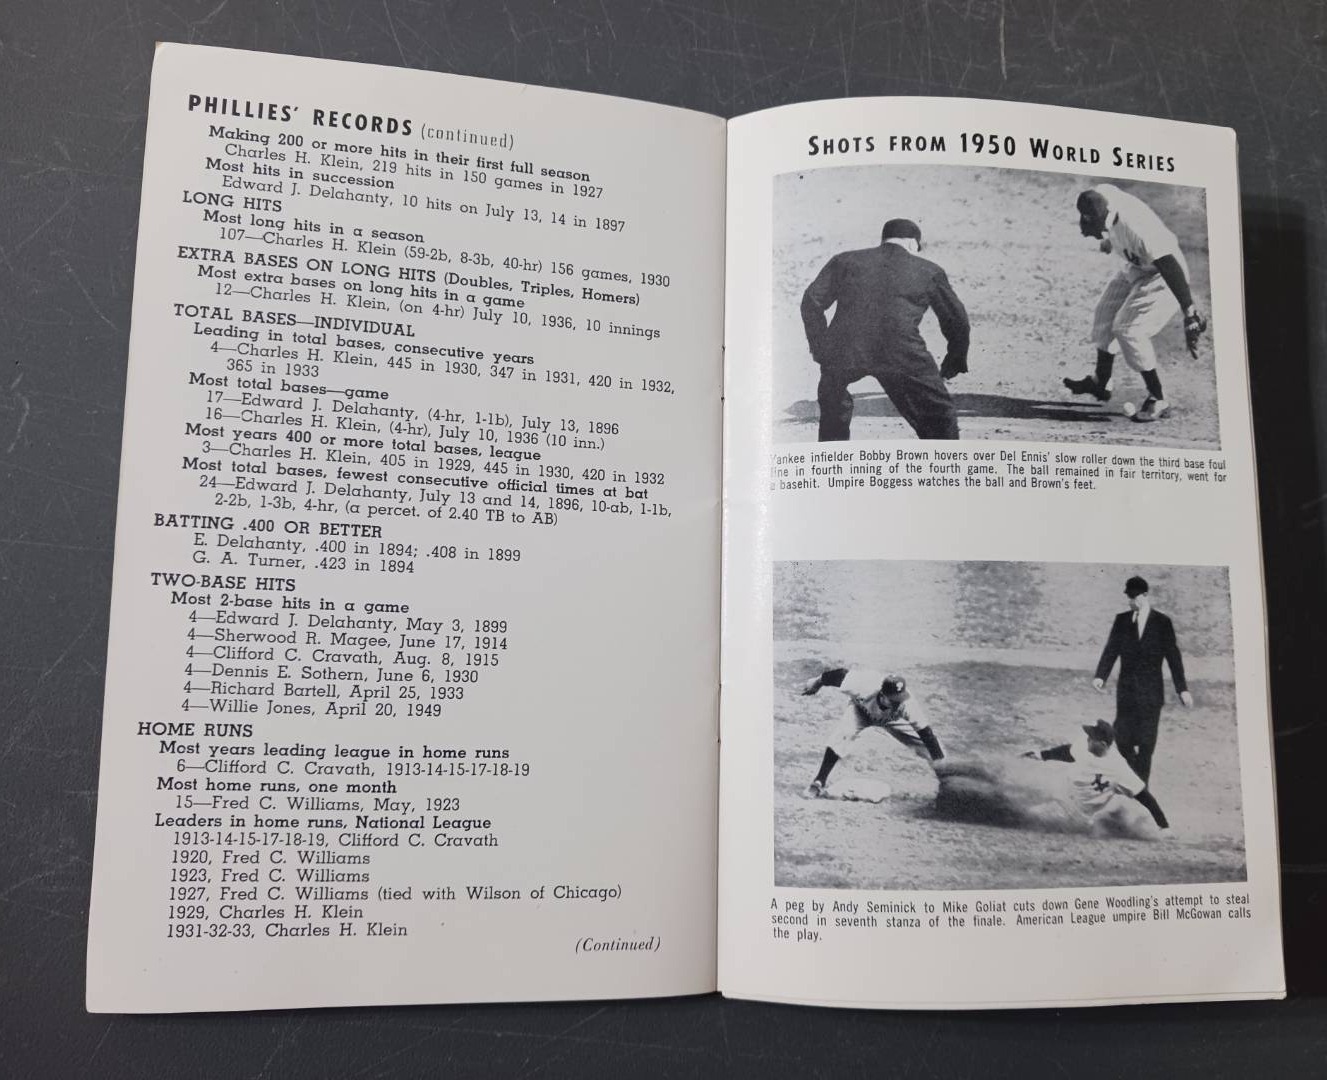 PHILLIES' RECORDS (continued)
Making 200 or more hits in their first full season
Charles H. Klein, 219 hits in 150 games in 1927
Most hits in succession
Edward J. Delahanty, 10 hits on July 13, 14 in 1897
LONG HITS
Most long hits in a season
107—Charles H. Klein (59-2b, 8-3b, 40-hr) 156 games, 1930
EXTRA BASES ON LONG HITS (Doubles, Triples, Homers)
Most extra bases on long hits in a game
12—Charles H. Klein, (on 4-hr) July 10, 1936, 10 innings
TOTAL BASES—INDIVIDUAL
Leading in total bases, consecutive years
4—Charles H. Klein, 445 in 1930, 347 in 1931, 420 in 1932,
365 in 1933
Most total bases—game
17—Edward J. Delahanty, (4-hr, 1-1b), July 13, 1896
16—Charles H. Klein, (4-hr), July 10, 1936 (10 inn.)
Most years 400 or more total bases, league
3—Charles H. Klein, 405 in 1929, 445 in 1930, 420 in 1932
Most total bases, fewest consecutive official times at bat
24—Edward J. Delahanty, July 13 and 14, 1896, 10-ab, 1-1b,
2-2b, 1-3b, 4-hr, (a percet. of 2.40 TB to AB)
BATTING .400 OR BETTER
E. Delahanty, .400 in 1894; .408 in 1899
G. A. Turner, .423 in 1894
TWO-BASE HITS
Most 2-base hits in a game
4—Edward J. Delahanty, May 3, 1899
4—Sherwood R. Magee, June 17, 1914
4—Clifford C. Cravath, Aug. 8, 1915
4—Dennis E. Sothern, June 6, 1930
4—Richard Bartell, April 25, 1933
4—Willie Jones, April 20, 1949
HOME RUNS
Most years leading league in home runs
6—Clifford C. Cravath, 1913-14-15-17-18-19
Most home runs, one month
15—Fred C. Williams, May, 1923
Leaders in home runs, National League
1913-14-15-17-18-19, Clifford C. Cravath
1920, Fred C. Williams
1923, Fred C. Williams
1927, Fred C. Williams (tied with Wilson of Chicago)
1929, Charles H. Klein
1931-32-33, Charles H. Klein
(Continued)
SHOTS FROM 1950 WORLD SERIES
Yankee infielder Bobby Brown hovers over Del Ennis' slow roller down the third base foul
line in fourth inning of the fourth game. The ball remained in fair territory, went for
a basehit. Umpire Boggess watches the ball and Brown's feet.
A peg by Andy Seminick to Mike Goliat cuts down Gene Woodling's attempt to steal
second in seventh stanza of the finale. American League umpire Bill McGowan calls
the play.